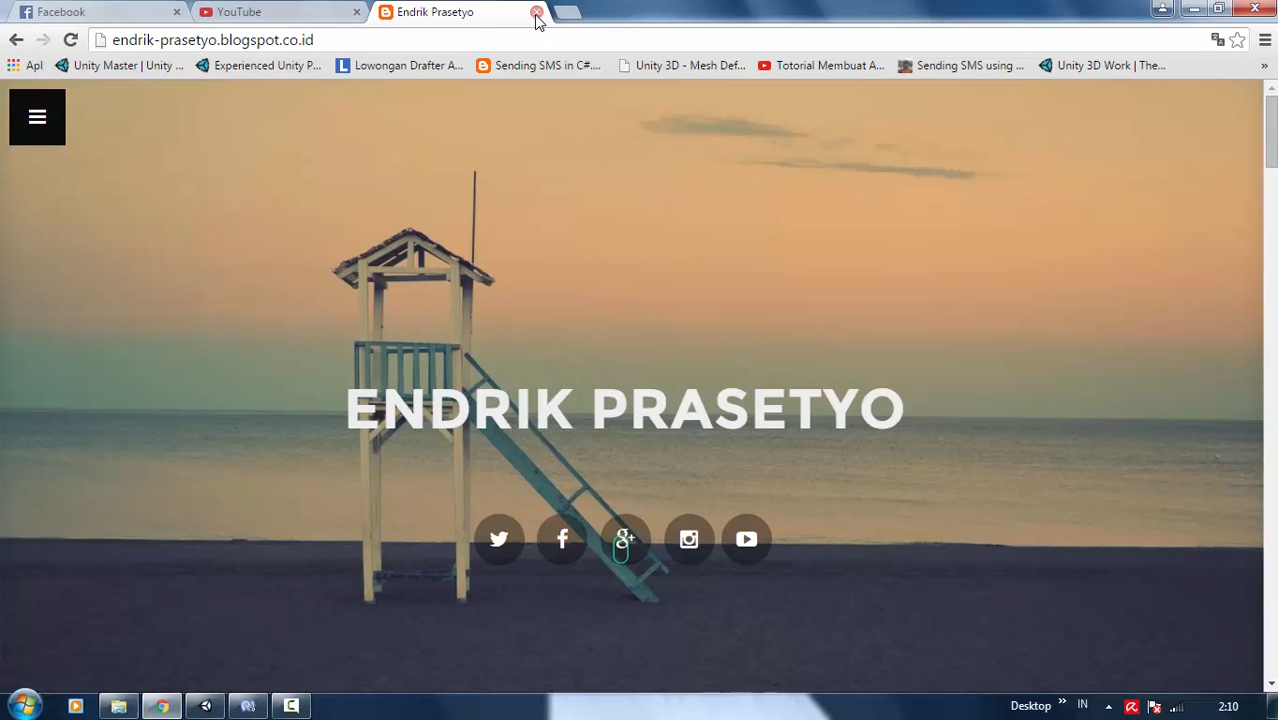 Facebook
YouTube
Endrik Prasetyo
endrik-prasetyo.blogspot.co.id
Apl
Unity Master | Unity ...
Experienced Unity P...
Lowongan Drafter A...
Sending SMS in C#....
Unity 3D - Mesh Def...
Totorial Membuat A...
Sending SMS using ...
Unity 3D Work | The...
»
ENDRIK PRASETYO
g+
Desktop
»
IN
2:10